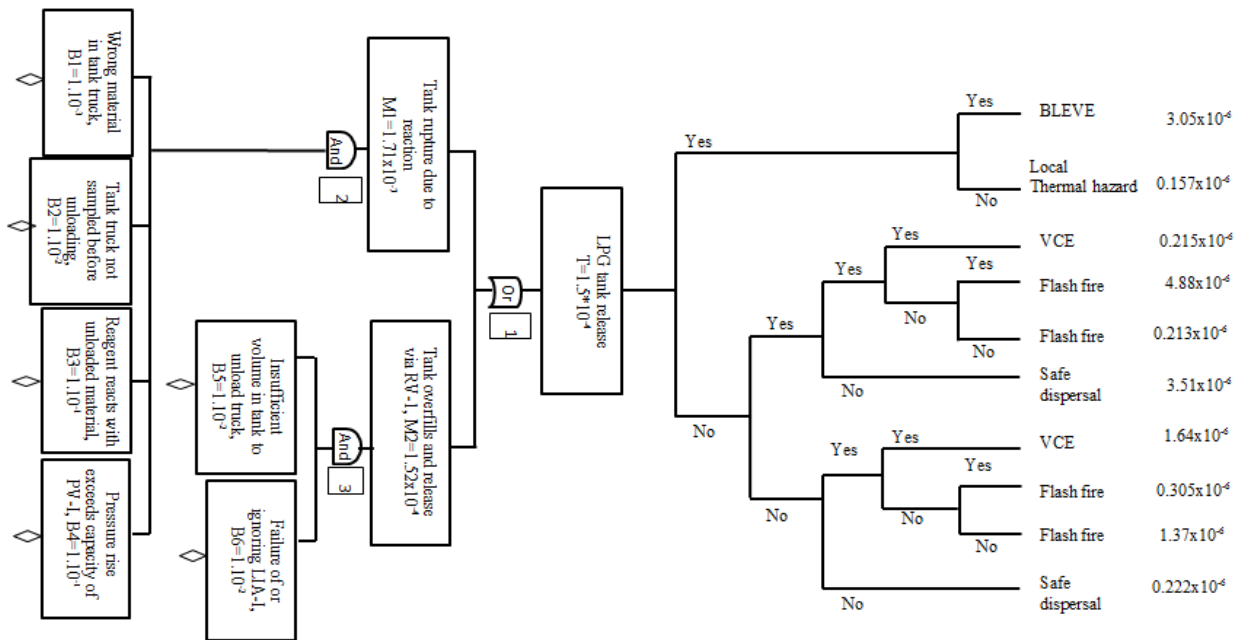 Wrong material
in tank truck,
B1=1.10⁻³
Tank truck not
sampled before
unloading,
B2=1.10⁻²
Reagent reacts with
unloaded material,
B3=1.10⁻¹
Pressure rise
exceeds capacity of
PV-I, B4=1.10⁻¹
And
2
Tank rupture due to
reaction
M1=1.71x10⁻³
Insufficient
volume in tank to
unload truck,
B5=1.10⁻²
Failure of or
ignoring LIA-I,
B6=1.10⁻²
And
3
Tank overfills and release
via RV-1, M2=1.52x10⁻⁴
Or
1
LPG tank release
T=1.5*10⁻⁴
Yes
No
Yes
BLEVE
3.05x10⁻⁶
No
Local
Thermal hazard
0.157x10⁻⁶
Yes
No
Yes
No
Yes
VCE
0.215x10⁻⁶
No
Yes
Flash fire
4.88x10⁻⁶
No
Flash fire
0.213x10⁻⁶
Safe
dispersal
3.51x10⁻⁶
Yes
No
Yes
VCE
1.64x10⁻⁶
No
Yes
Flash fire
0.305x10⁻⁶
No
Flash fire
1.37x10⁻⁶
Safe
dispersal
0.222x10⁻⁶